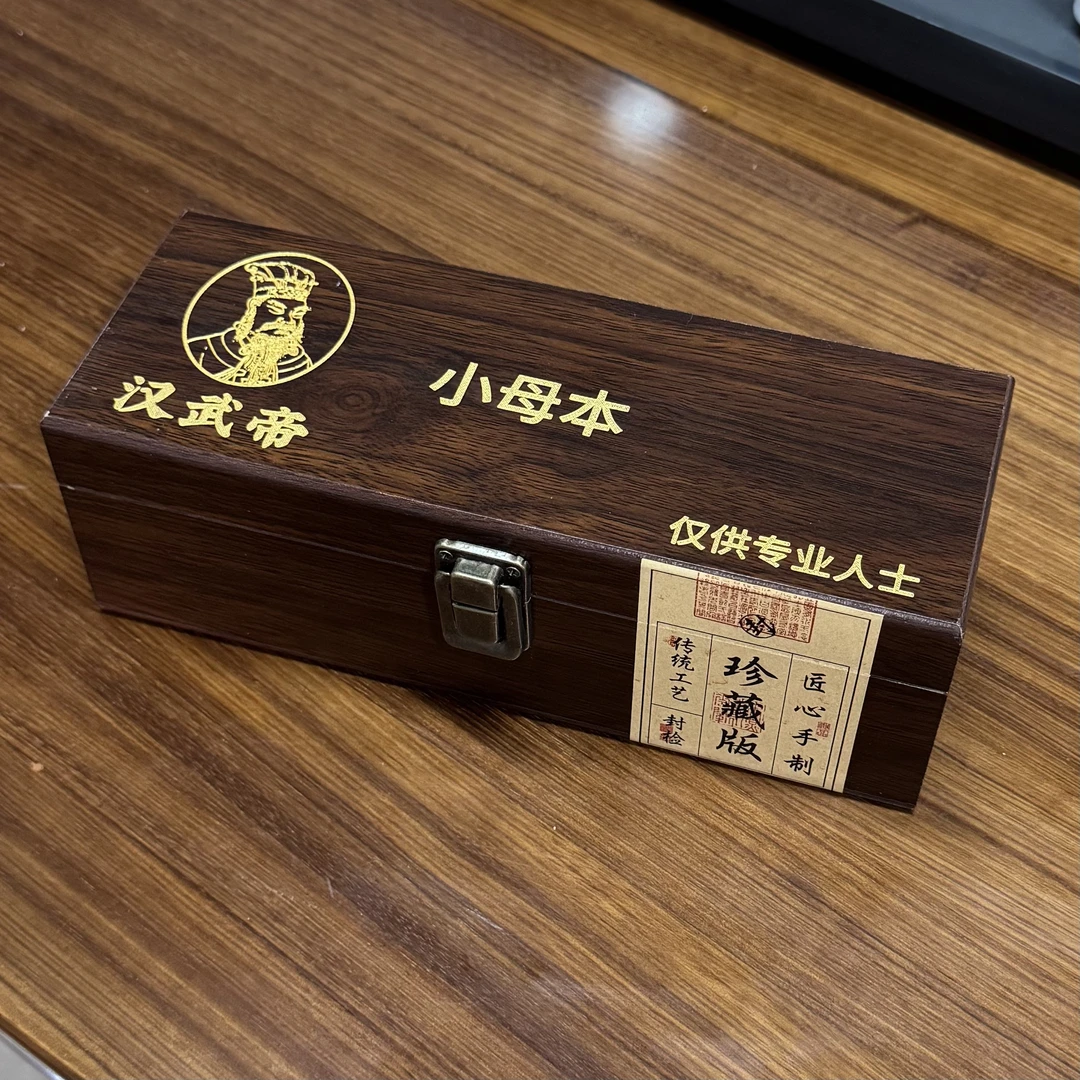 汉武帝
小母本
仅供专业人士
匠心手制
珍藏版
传统工艺
封检